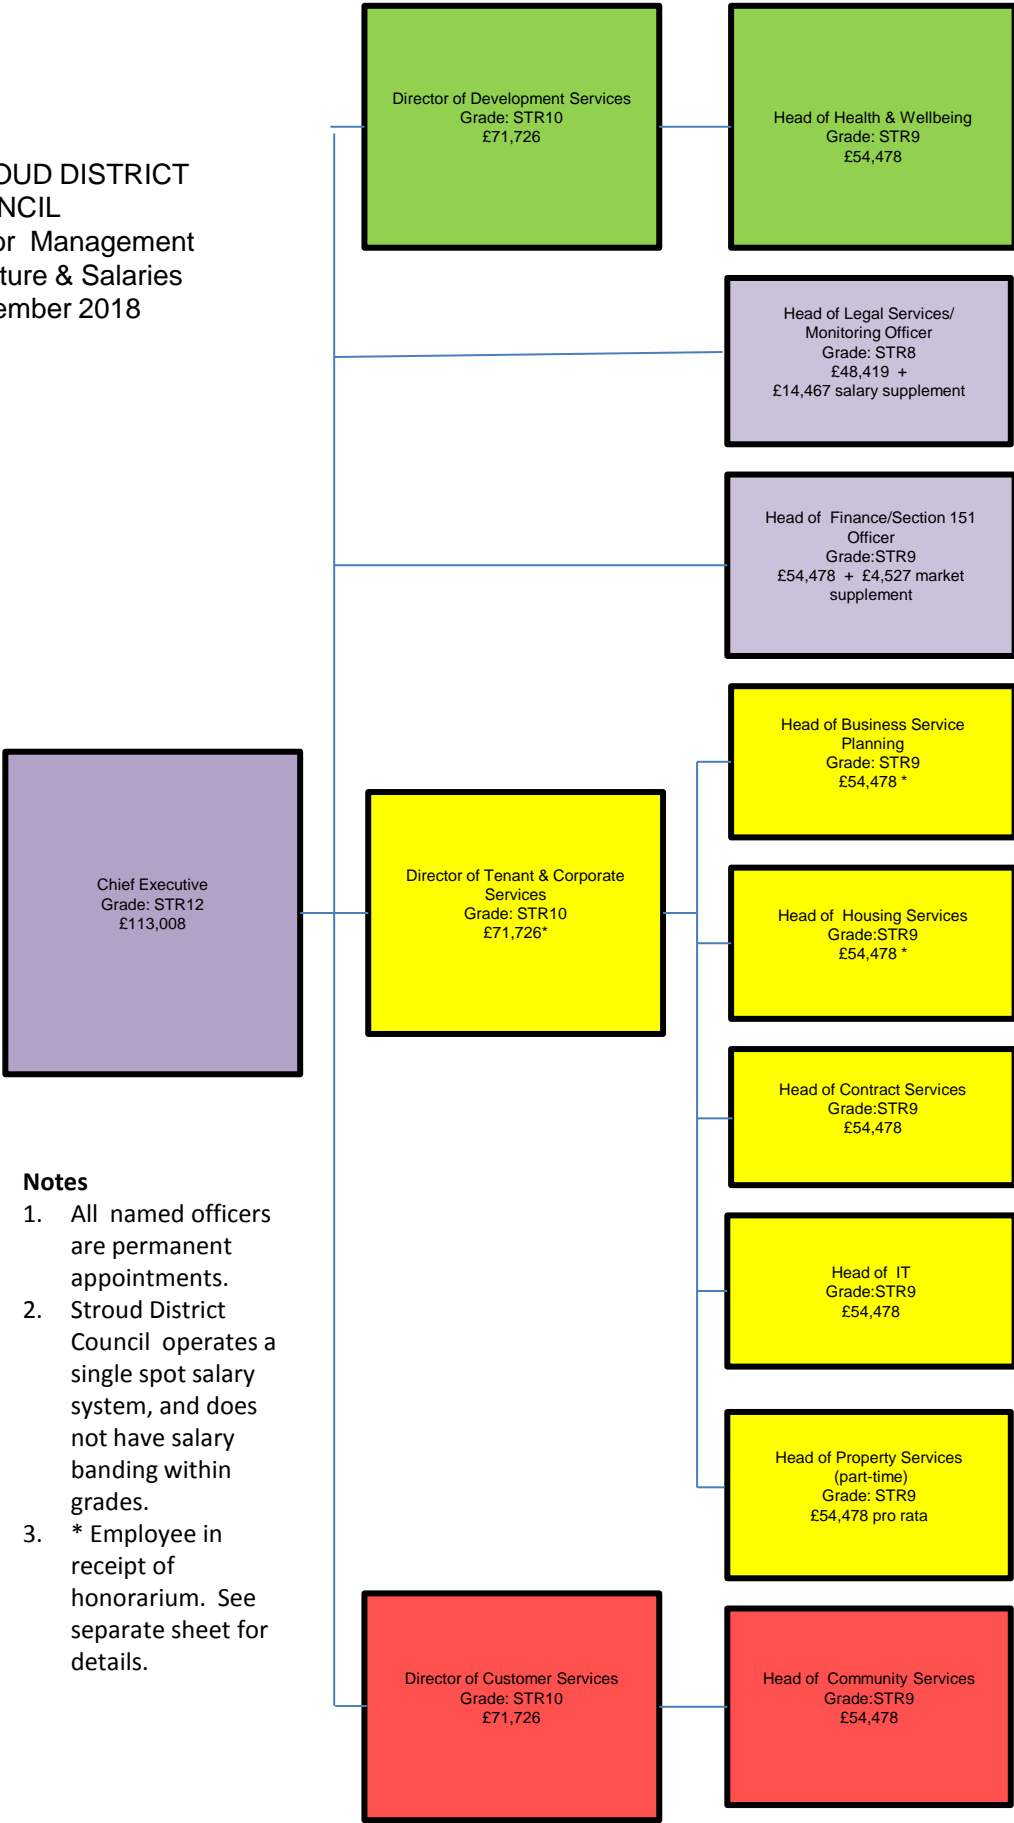 OUD DISTRICT
NCIL
or Management
ture & Salaries
ember 2018
Director of Development Services
Grade: STR10
£71,726
Head of Health & Wellbeing
Grade: STR9
£54,478
Head of Legal Services/
Monitoring Officer
Grade: STR8
£48,419 +
£14,467 salary supplement
Head of Finance/Section 151
Officer
Grade:STR9
£54,478 + £4,527 market
supplement
Head of Business Service
Planning
Grade: STR9
£54,478 *
Chief Executive
Grade: STR12
£113,008
Director of Tenant & Corporate
Services
Grade: STR10
£71,726*
Head of Housing Services
Grade:STR9
£54,478 *
Head of Contract Services
Grade:STR9
£54,478
Head of IT
Grade:STR9
£54,478
Head of Property Services
(part-time)
Grade: STR9
£54,478 pro rata
Notes
1. All named officers
are permanent
appointments.
2. Stroud District
Council operates a
single spot salary
system, and does
not have salary
banding within
grades.
3. * Employee in
receipt of
honorarium. See
separate sheet for
details.
Director of Customer Services
Grade: STR10
£71,726
Head of Community Services
Grade:STR9
£54,478